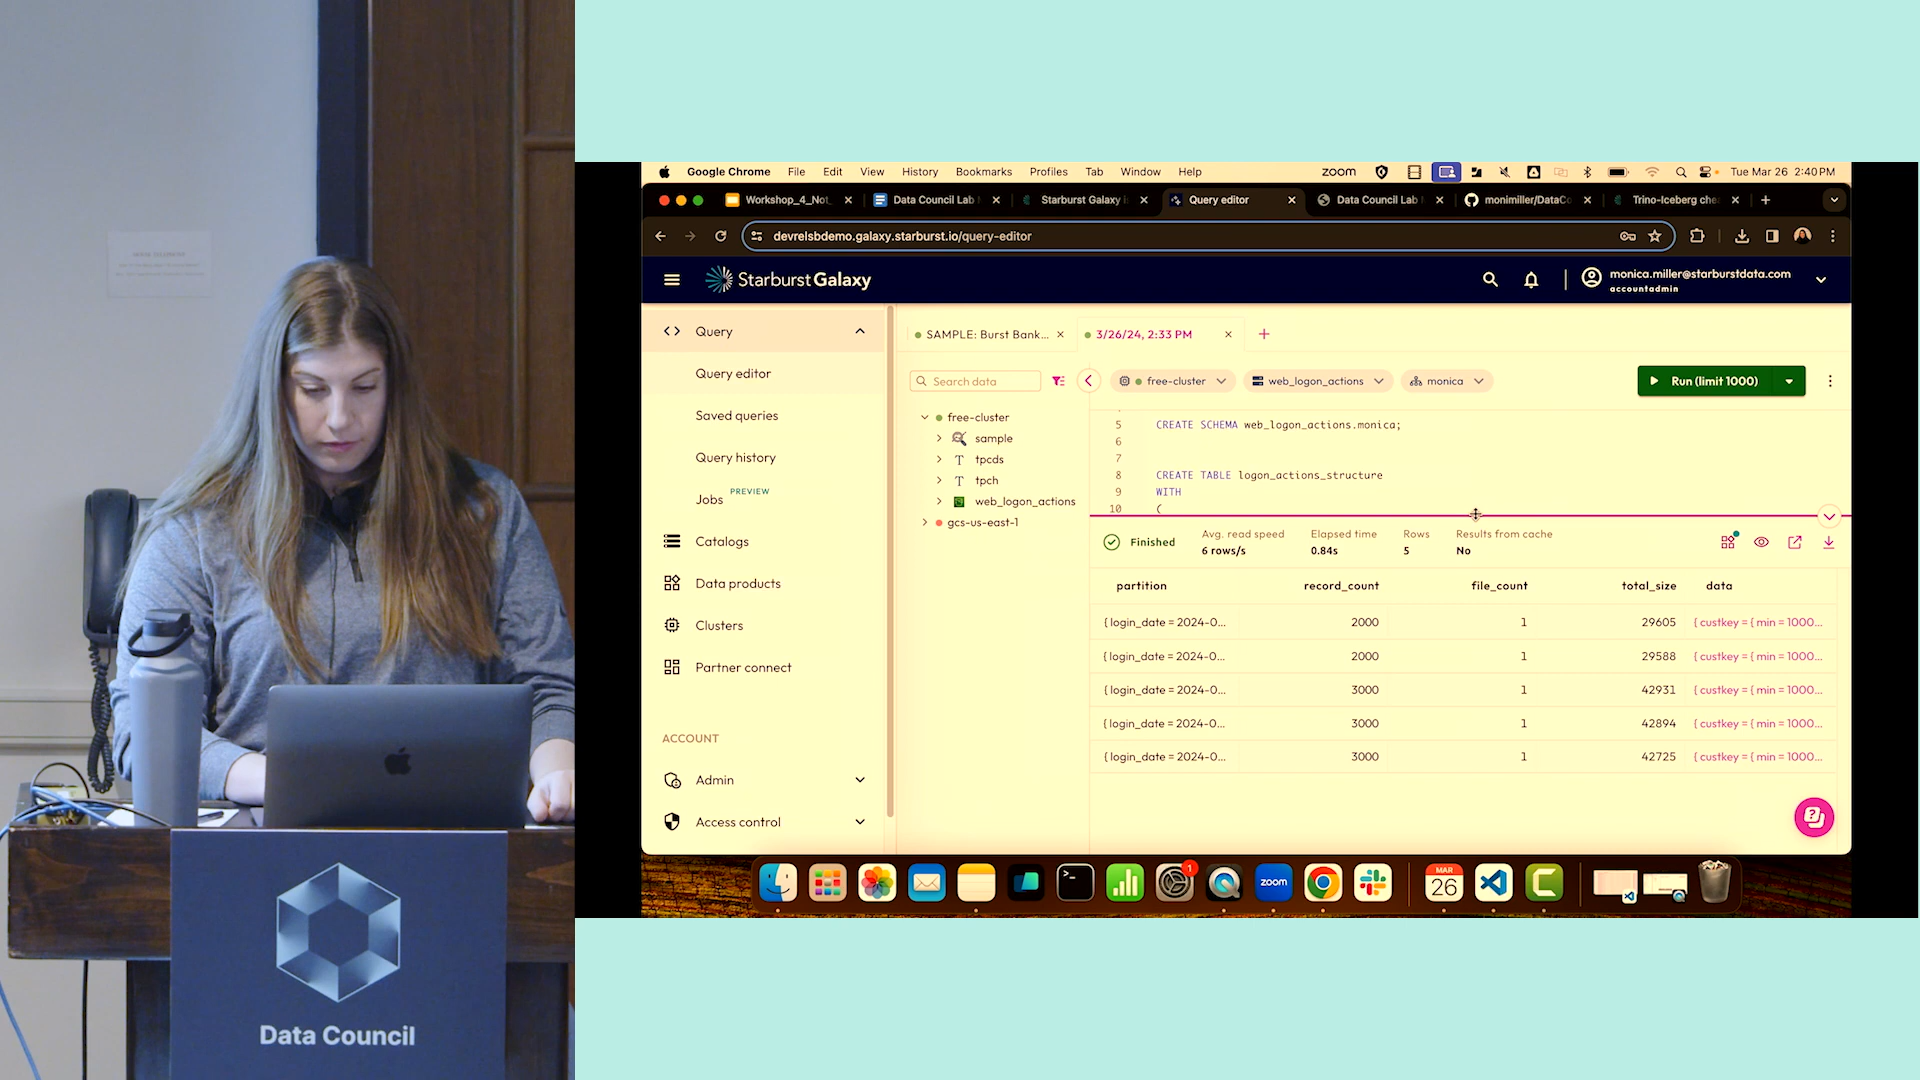 Data Council
Google Chrome File Edit View History Bookmarks Profiles Tab Window Help
zoom Tue Mar 26 2:40PM
Workshop_4_Not Data Council Lab Starburst Galaxy i Query editor Data Council Lab monimiller/DataCo Trino-Iceberg che
devrelsbdemo.galaxy.starburst.io/query-editor
Starburst Galaxy
monica.miller@starburstdata.com
accountadmin
Query
Query editor
Saved queries
Query history
Jobs PREVIEW
Catalogs
Data products
Clusters
Partner connect
ACCOUNT
Admin
Access control
SAMPLE: Burst Bank... 3/26/24, 2:33 PM
Search data
free-cluster
sample
tpcds
tpch
web_logon_actions
gcs-us-east-1
free-cluster web_logon_actions monica Run (limit 1000)
5 CREATE SCHEMA web_logon_actions.monica;
6
7
8 CREATE TABLE logon_actions_structure
9 WITH
10 (
Finished
Avg. read speed Elapsed time Rows Results from cache
6 rows/s 0.84s 5 No
partition record_count file_count total_size data
{ login_date = 2024-0... 2000 1 29605 { custkey = { min = 1000...
{ login_date = 2024-0... 2000 1 29588 { custkey = { min = 1000...
{ login_date = 2024-0... 3000 1 42931 { custkey = { min = 1000...
{ login_date = 2024-0... 3000 1 42894 { custkey = { min = 1000...
{ login_date = 2024-0... 3000 1 42725 { custkey = { min = 1000...
1
zoom
MAR
26